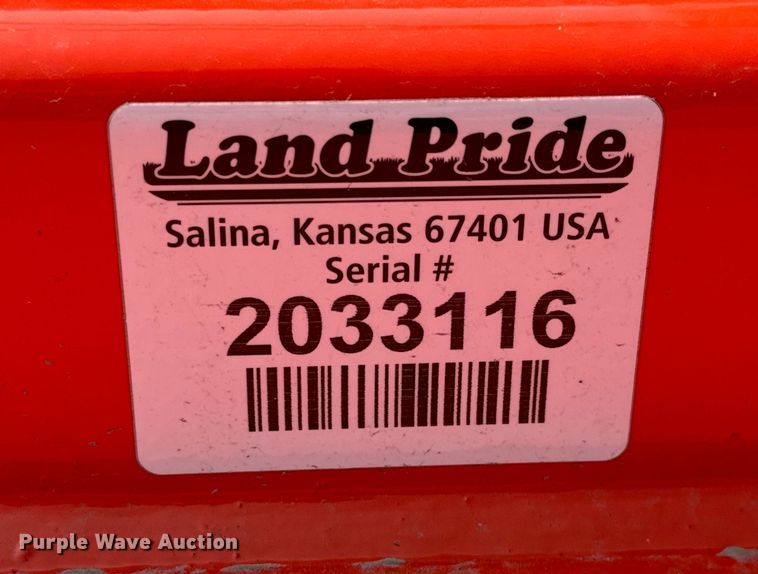 Land Pride
Salina, Kansas 67401 USA
Serial #
2033116
Purple Wave Auction